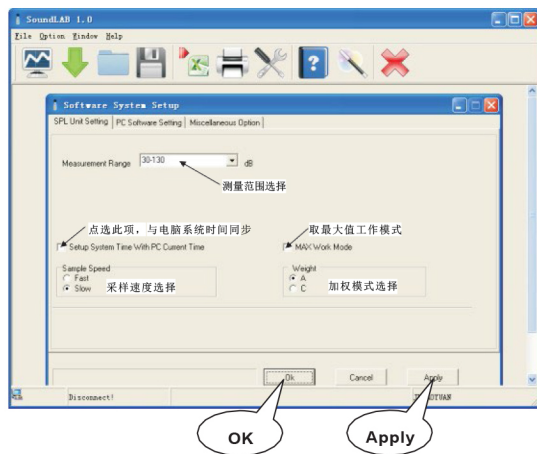 SoundLAB 1.0
File Option Window Help
Software System Setup
SPL Unit Setting PC Software Setting Miscellaneous Option
Measurement Range 30-130 dB
测量范围选择
点选此项，与电脑系统时间同步 取最大值工作模式
Setup System Time With PC Current Time MAX Work Mode
Sample Speed Weight
Fast A
Slow 采样速度选择 C 加权模式选择
Ok Cancel Apply
Disconnect!
OK Apply